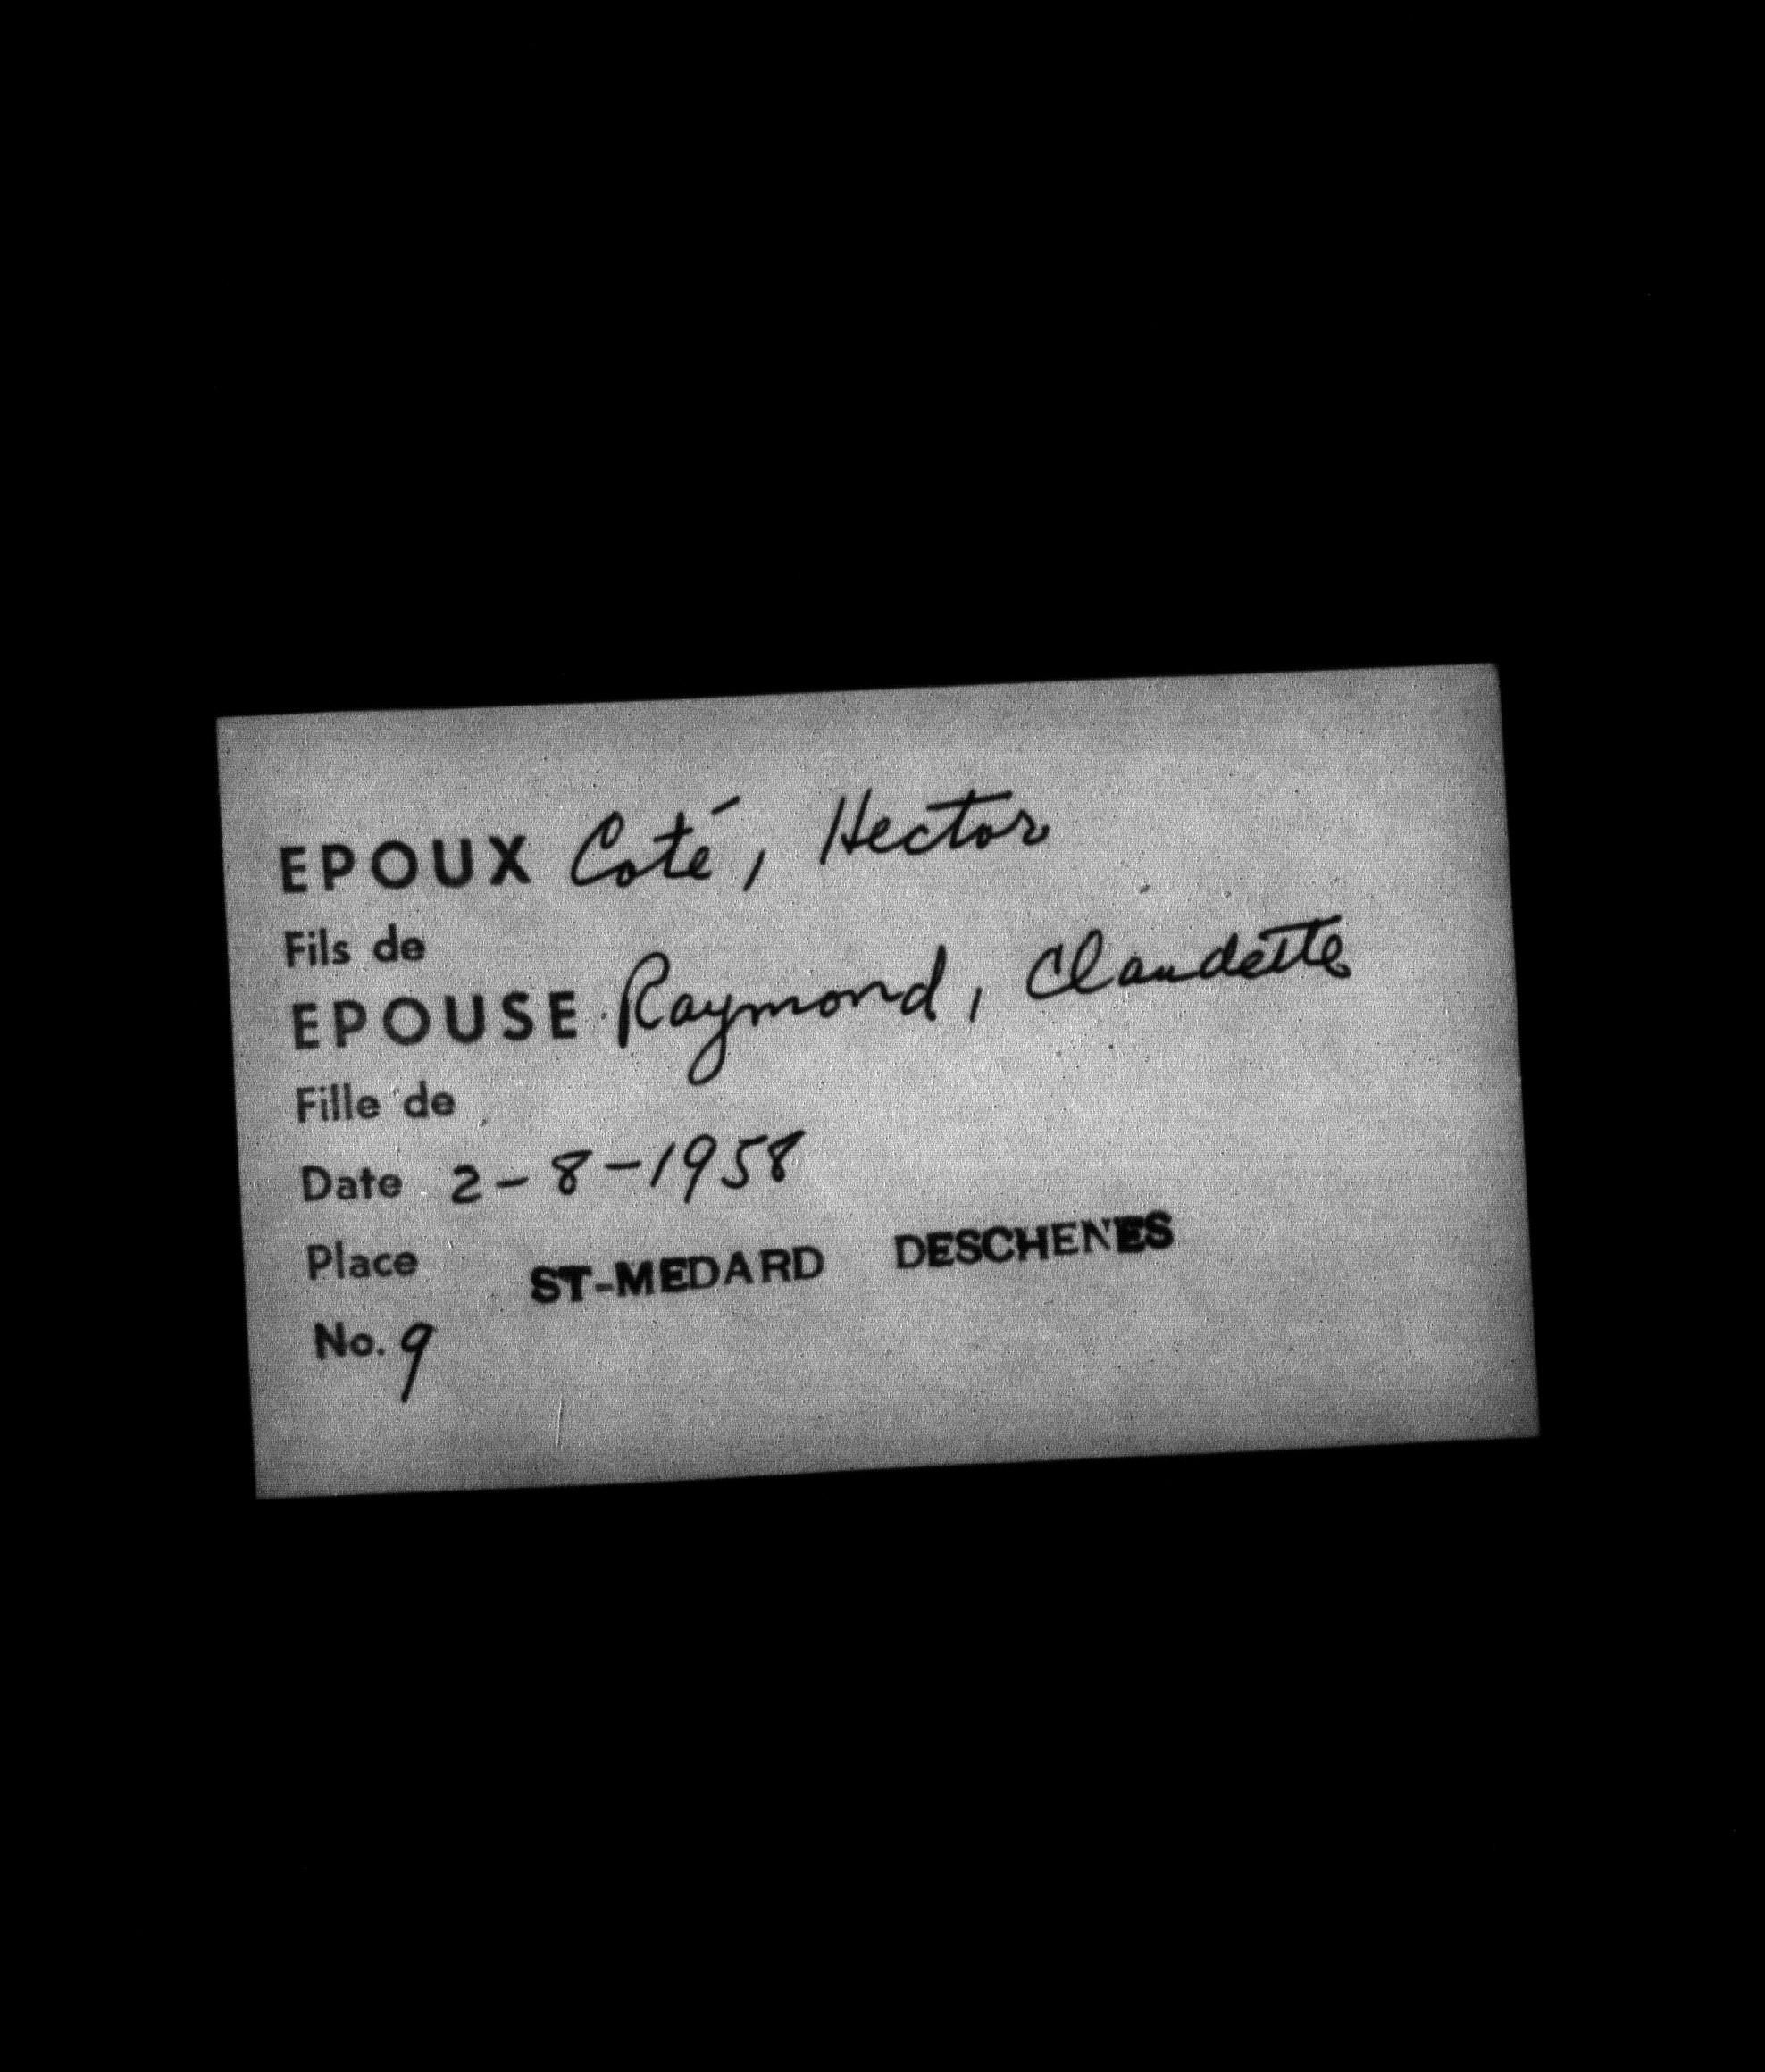 EPOUX Coté, Hector
Fils de
EPOUSE Raymond, Claudette
Fille de
Date 2-8-1958
Place ST-MEDARD DESCHENES
No. 9